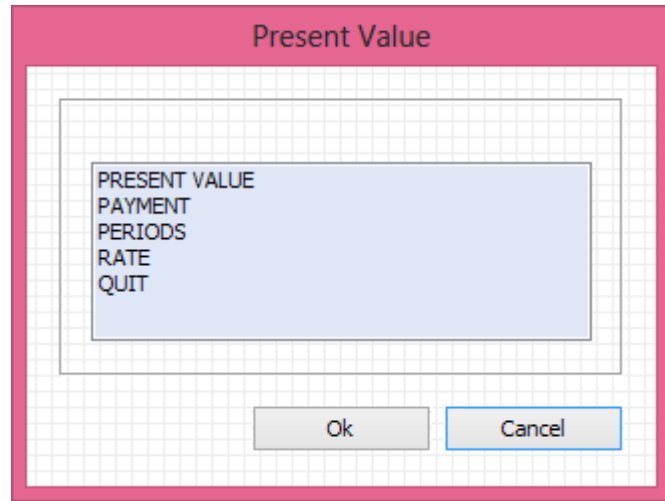 Present Value
PRESENT VALUE
PAYMENT
PERIODS
RATE
QUIT
Ok
Cancel